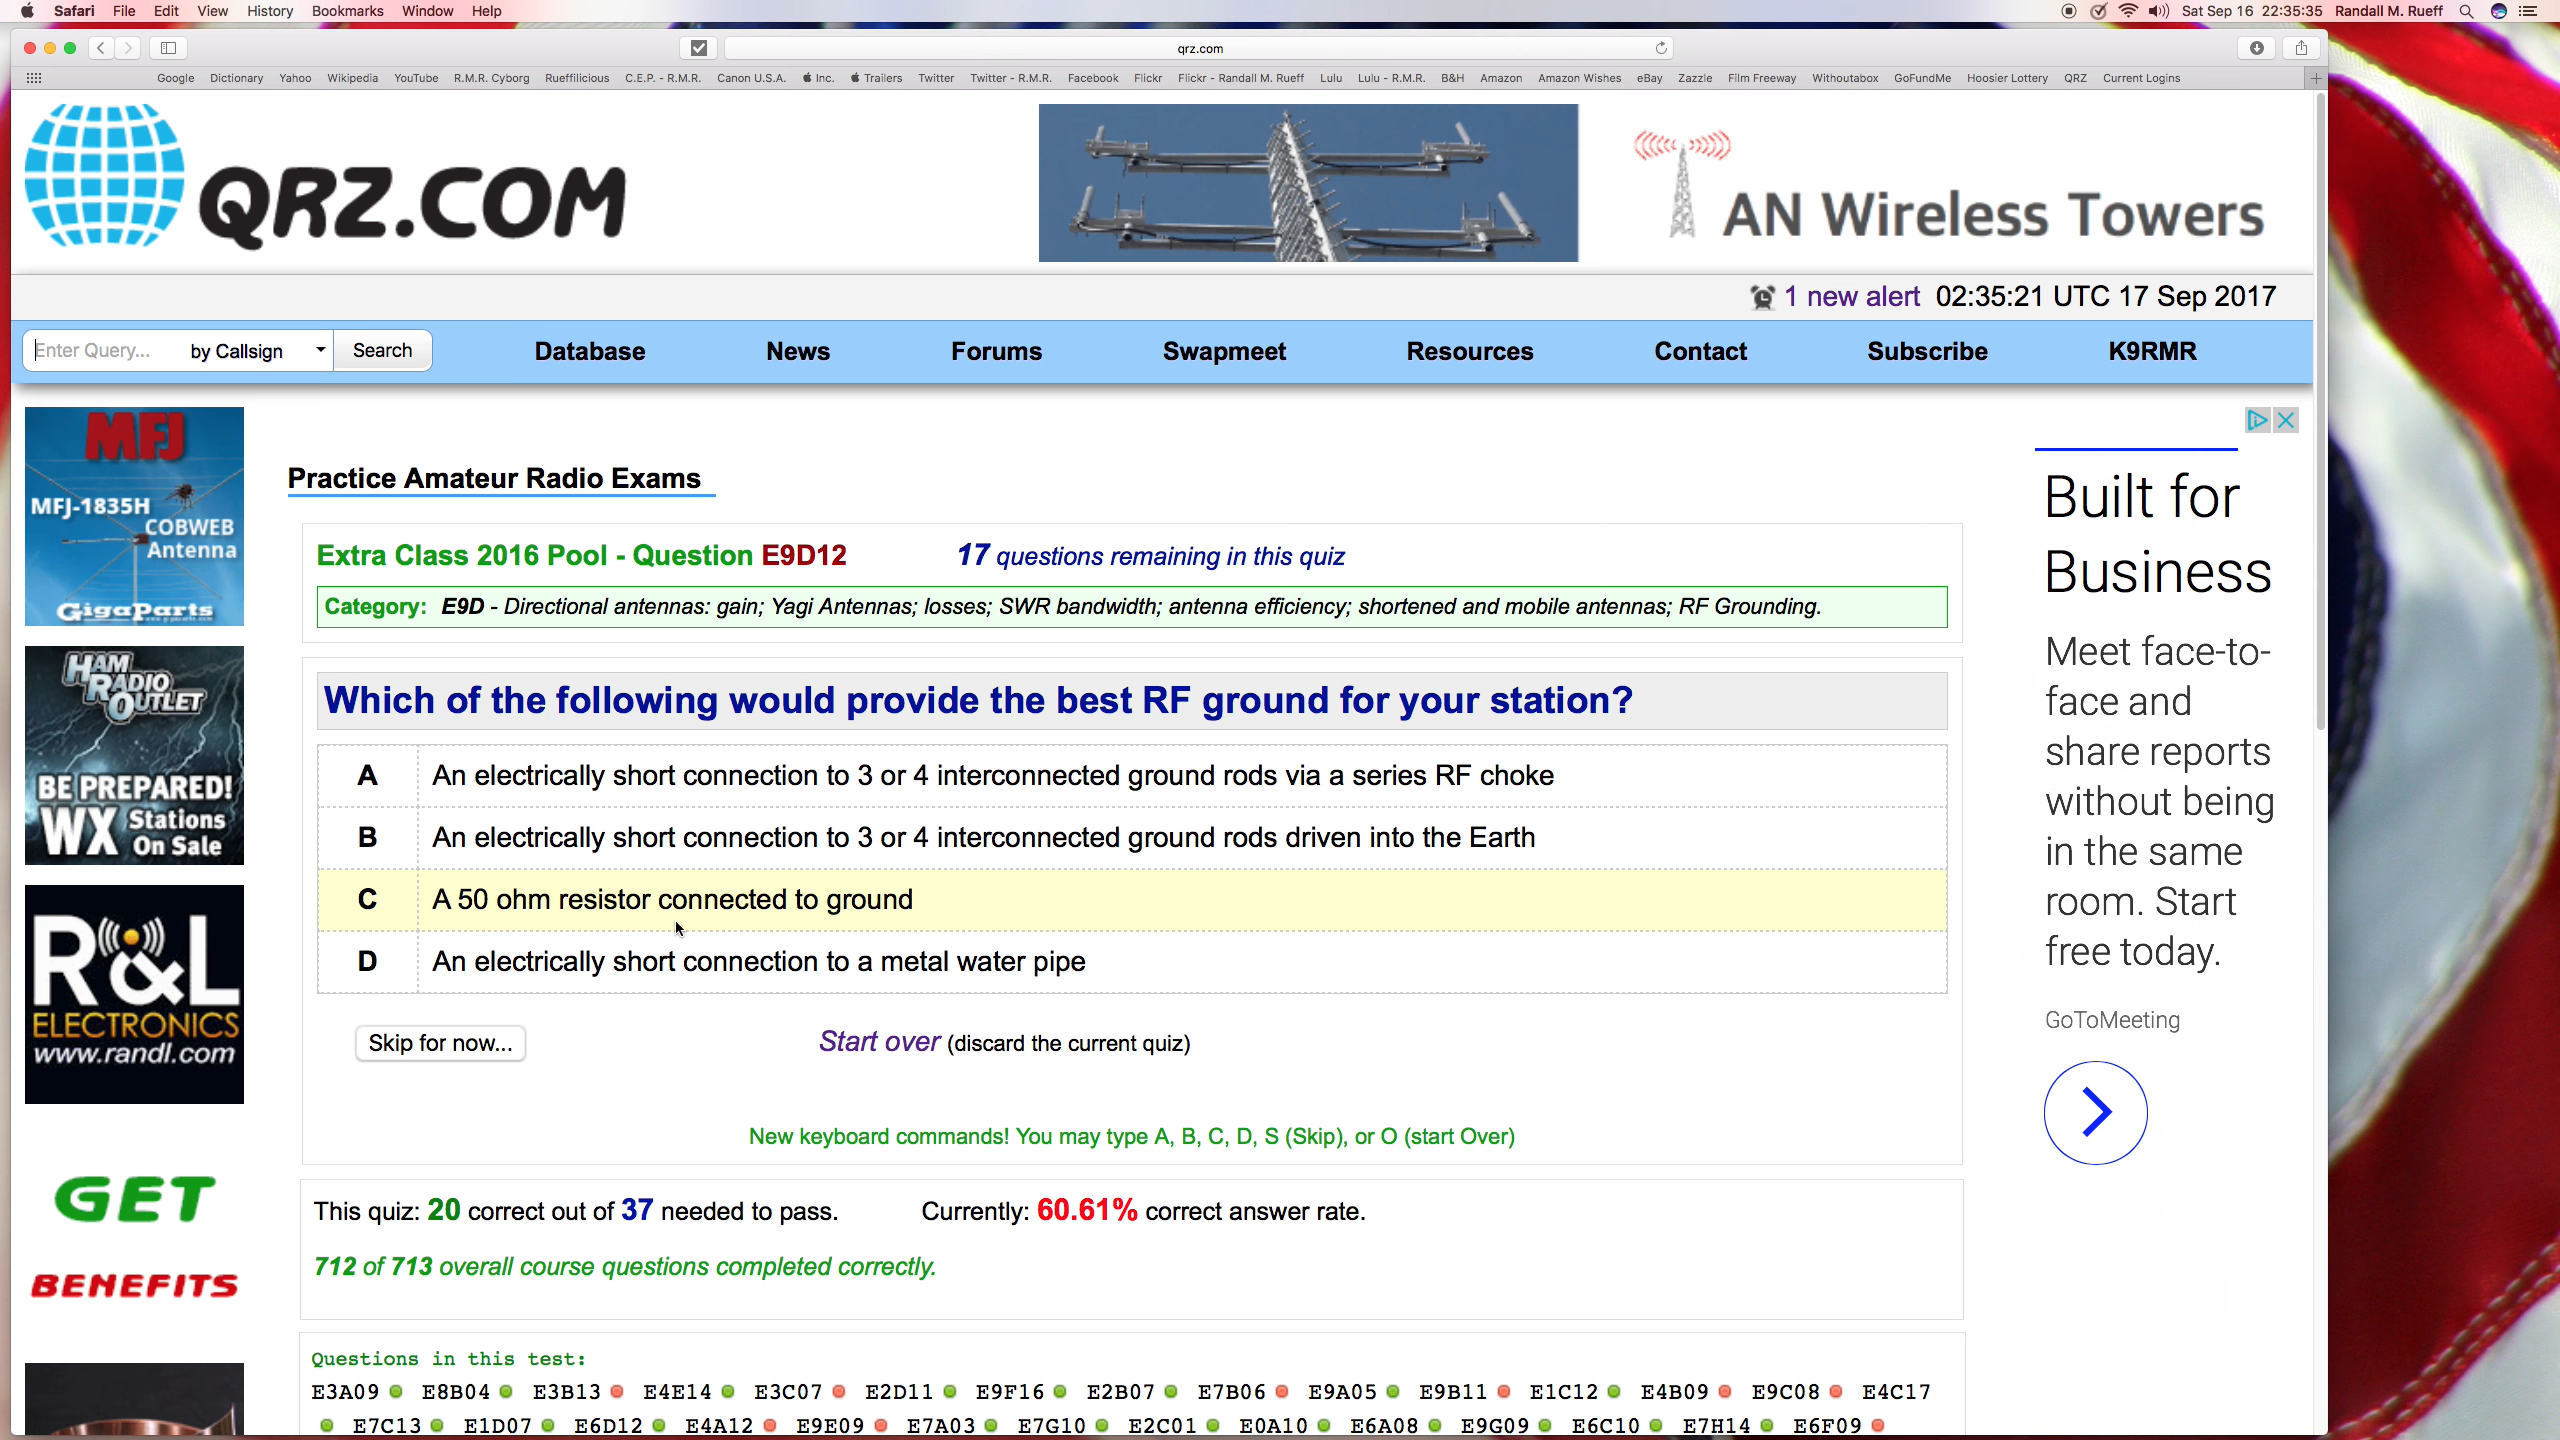 Safari File Edit View History Bookmarks Window Help
Sat Sep 16 22:35:35 Randall M. Rueff
qrz.com
Google Dictionary Yahoo Wikipedia YouTube R.M.R. Cyborg Rueffilicious C.E.P. - R.M.R. Canon U.S.A. Inc. Trailers Twitter Twitter - R.M.R. Facebook Flickr Flickr - Randall M. Rueff Lulu Lulu - R.M.R. B&H Amazon Amazon Wishes eBay Zazzle Film Freeway Withoutabox GoFundMe Hoosier Lottery QRZ Current Logins
QRZ.COM
AN Wireless Towers
1 new alert 02:35:21 UTC 17 Sep 2017
Enter Query... by Callsign Search Database News Forums Swapmeet Resources Contact Subscribe K9RMR
MFJ
MFJ-1835H
COBWEB
Antenna
GigaParts
HAM
RADIO
OUTLET
BE PREPARED!
WX Stations
On Sale
R&L
ELECTRONICS
www.randl.com
GET
BENEFITS
Practice Amateur Radio Exams
Extra Class 2016 Pool - Question E9D12 17 questions remaining in this quiz
Category: E9D - Directional antennas: gain; Yagi Antennas; losses; SWR bandwidth; antenna efficiency; shortened and mobile antennas; RF Grounding.
Which of the following would provide the best RF ground for your station?
A An electrically short connection to 3 or 4 interconnected ground rods via a series RF choke
B An electrically short connection to 3 or 4 interconnected ground rods driven into the Earth
C A 50 ohm resistor connected to ground
D An electrically short connection to a metal water pipe
Skip for now... Start over (discard the current quiz)
New keyboard commands! You may type A, B, C, D, S (Skip), or O (start Over)
This quiz: 20 correct out of 37 needed to pass. Currently: 60.61% correct answer rate.
712 of 713 overall course questions completed correctly.
Questions in this test:
E3A09 E8B04 E3B13 E4E14 E3C07 E2D11 E9F16 E2B07 E7B06 E9A05 E9B11 E1C12 E4B09 E9C08 E4C17
E7C13 E1D07 E6D12 E4A12 E9E09 E7A03 E7G10 E2C01 E0A10 E6A08 E9G09 E6C10 E7H14 E6F09
Built for
Business
Meet face-to-
face and
share reports
without being
in the same
room. Start
free today.
GoToMeeting